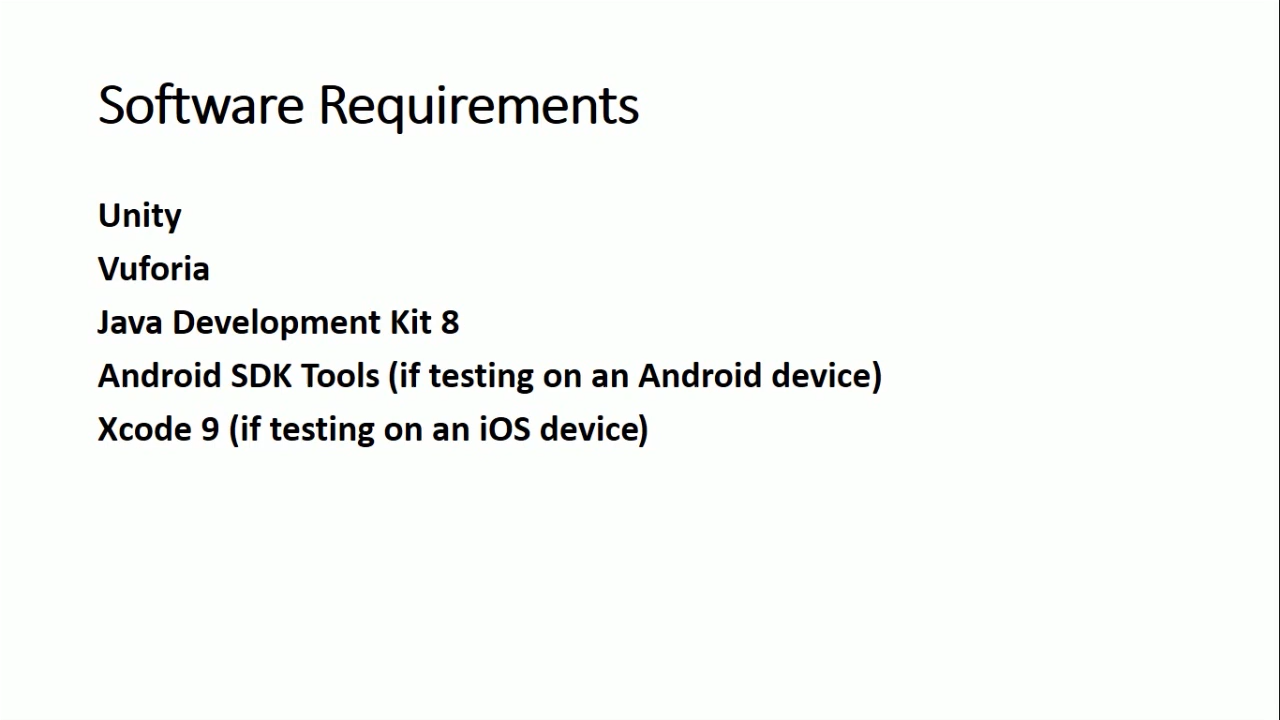 Software Requirements
Unity
Vuforia
Java Development Kit 8
Android SDK Tools (if testing on an Android device)
Xcode 9 (if testing on an iOS device)